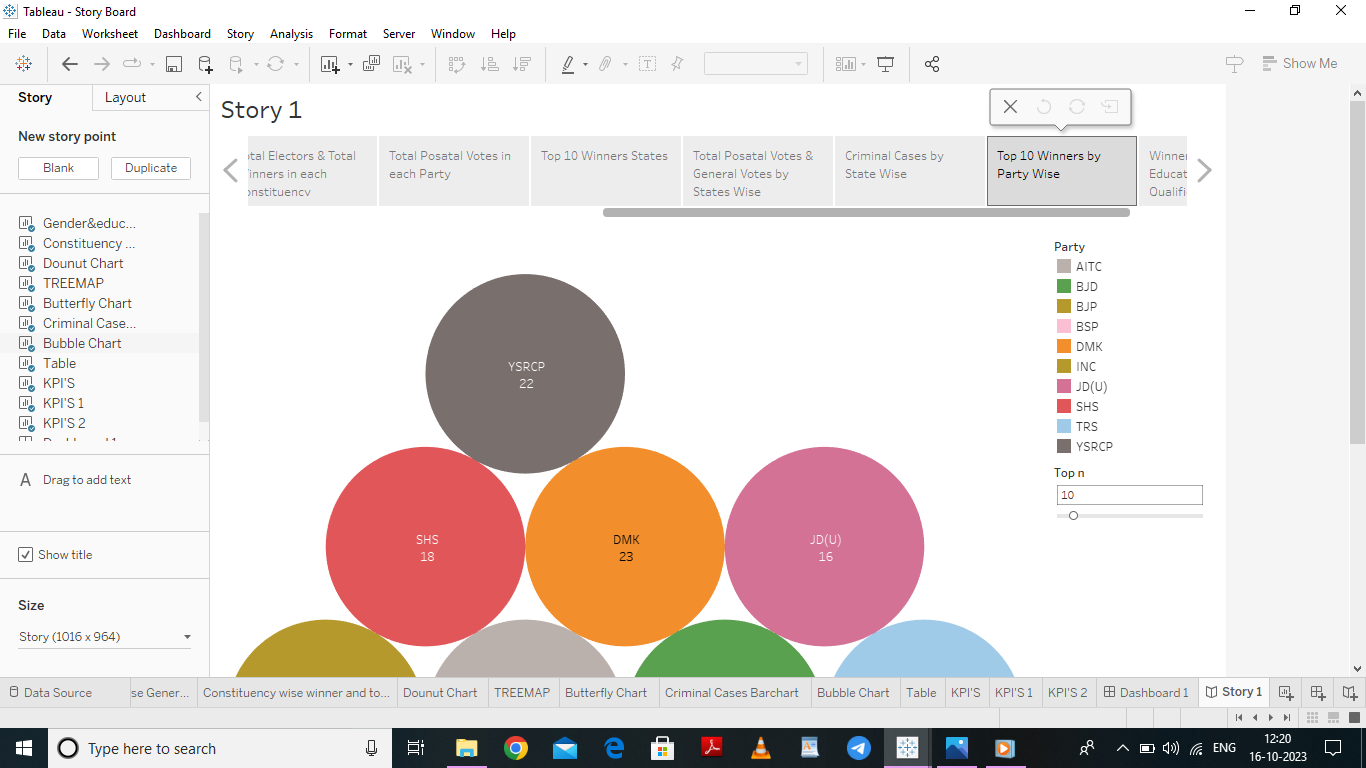 Tableau - Story Board
File Data Worksheet Dashboard Story Analysis Format Server Window Help
Show Me
Story Layout
New story point
Blank Duplicate
Gender&educ...
Constituency ...
Dounut Chart
TREEMAP
Butterfly Chart
Criminal Case...
Bubble Chart
Table
KPI'S
KPI'S 1
KPI'S 2
A Drag to add text
Show title
Size
Story (1016 x 964)
Story 1
otal Electors & Total
inners in each
onstituency
Total Posatal Votes in
each Party
Top 10 Winners States
Total Posatal Votes &
General Votes by
States Wise
Criminal Cases by
State Wise
Top 10 Winners by
Party Wise
Winner
Educat
Qualifi
YSRCP
22
SHS
18
DMK
23
JD(U)
16
Party
AITC
BJD
BJP
BSP
DMK
INC
JD(U)
SHS
TRS
YSRCP
Top n
10
Data Source se Gener... Constituency wise winner and to... Dounut Chart TREEMAP Butterfly Chart Criminal Cases Barchart Bubble Chart Table KPI'S KPI'S 1 KPI'S 2 Dashboard 1 Story 1
Type here to search
ENG
12:20
16-10-2023